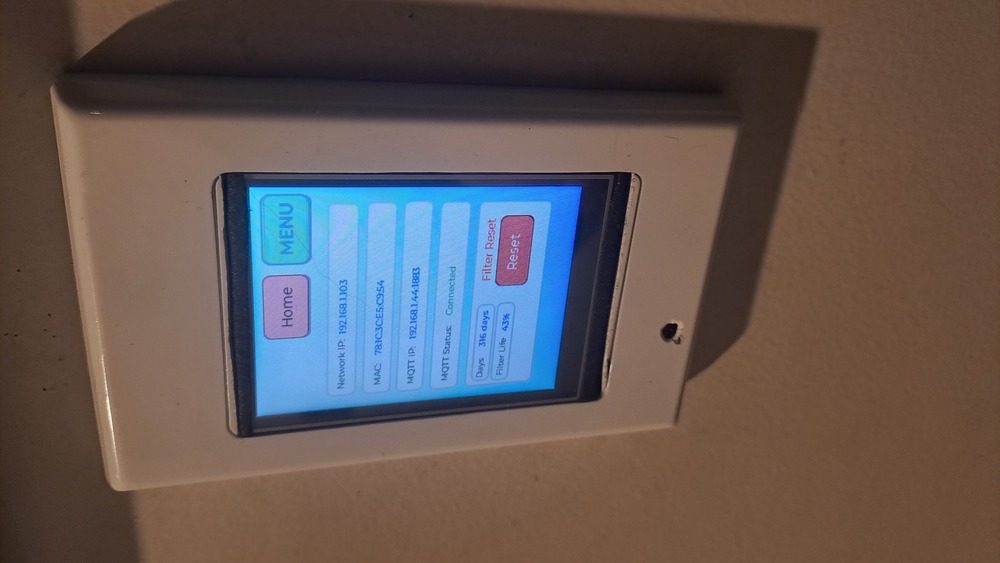 Home MENU
Network IP: 192.168.1.103
MAC: 78:1C:3C:E5:C9:54
MQTT IP: 192.168.1.44:1883
MQTT Status: Connected
Days 316 days
Filter Life 43%
Filter Reset
Reset